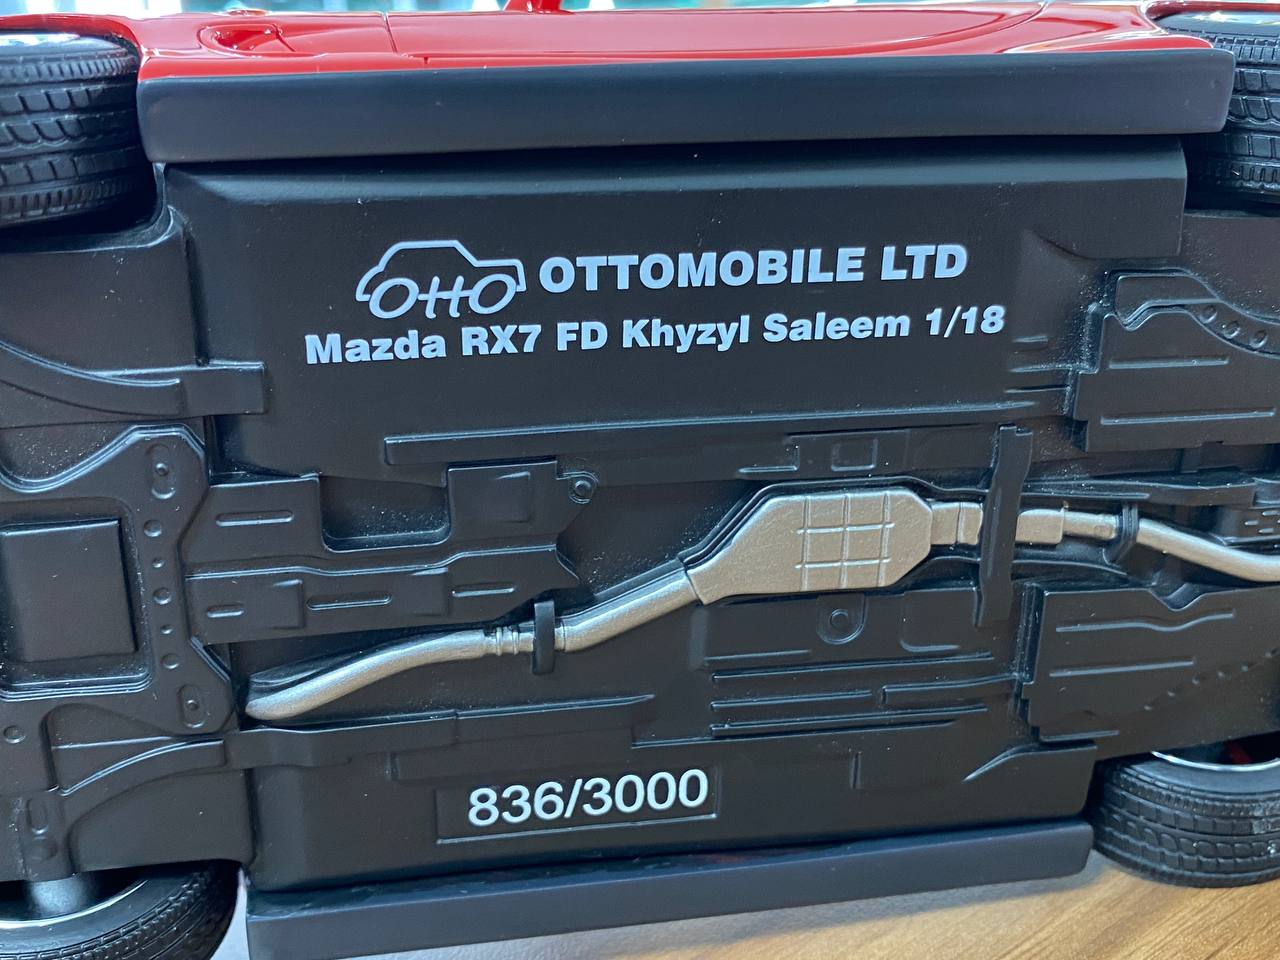 OTTO OTTOMOBILE LTD
Mazda RX7 FD Khyzyl Saleem 1/18
836/3000